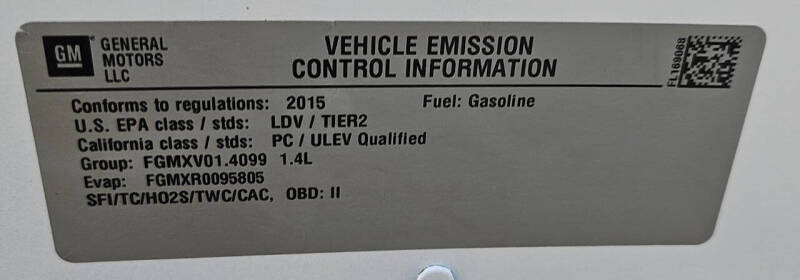 GM GENERAL MOTORS LLC
VEHICLE EMISSION
CONTROL INFORMATION
FL169068
Conforms to regulations: 2015 Fuel: Gasoline
U.S. EPA class / stds: LDV / TIER2
California class / stds: PC / ULEV Qualified
Group: FGMXV01.4099 1.4L
Evap: FGMXR0095805
SFI/TC/HO2S/TWC/CAC, OBD: II